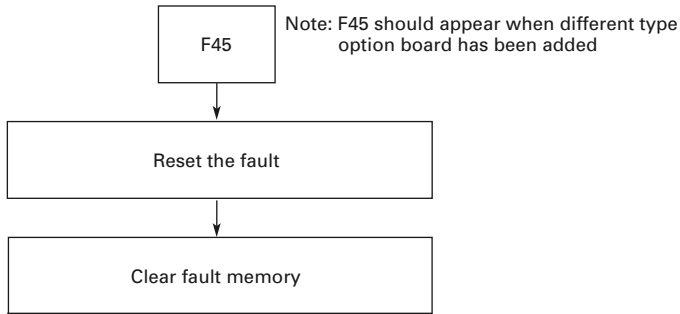 F45
Note: F45 should appear when different type
option board has been added
Reset the fault
Clear fault memory